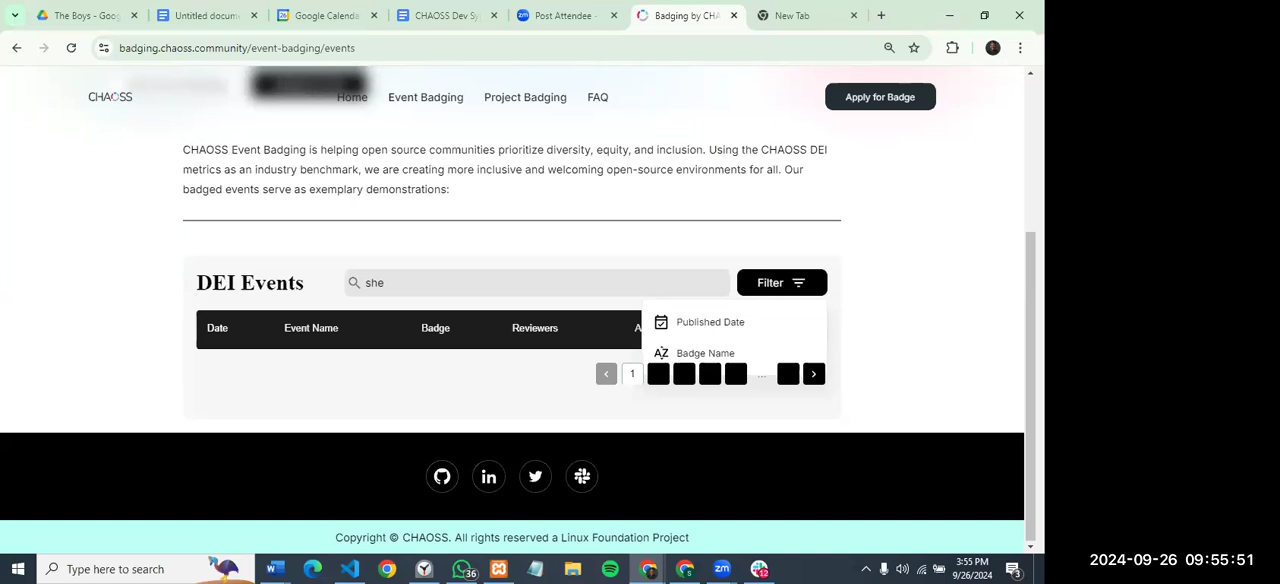 The Boys - Goog
Untitled docum
Google Calenda
CHAOSS Dev Sy
Post Attendee -
Badging by CHA
New Tab
badging.chaoss.community/event-badging/events
CHAOSS
Home
Event Badging
Project Badging
FAQ
Apply for Badge
CHAOSS Event Badging is helping open source communities prioritize diversity, equity, and inclusion. Using the CHAOSS DEI
metrics as an industry benchmark, we are creating more inclusive and welcoming open-source environments for all. Our
badged events serve as exemplary demonstrations:
DEI Events
she
Filter
Date
Event Name
Badge
Reviewers
A
Published Date
AZ Badge Name
1
...
Copyright © CHAOSS. All rights reserved a Linux Foundation Project
Type here to search
36
12
3:55 PM
9/26/2024
3
2024-09-26 09:55:51